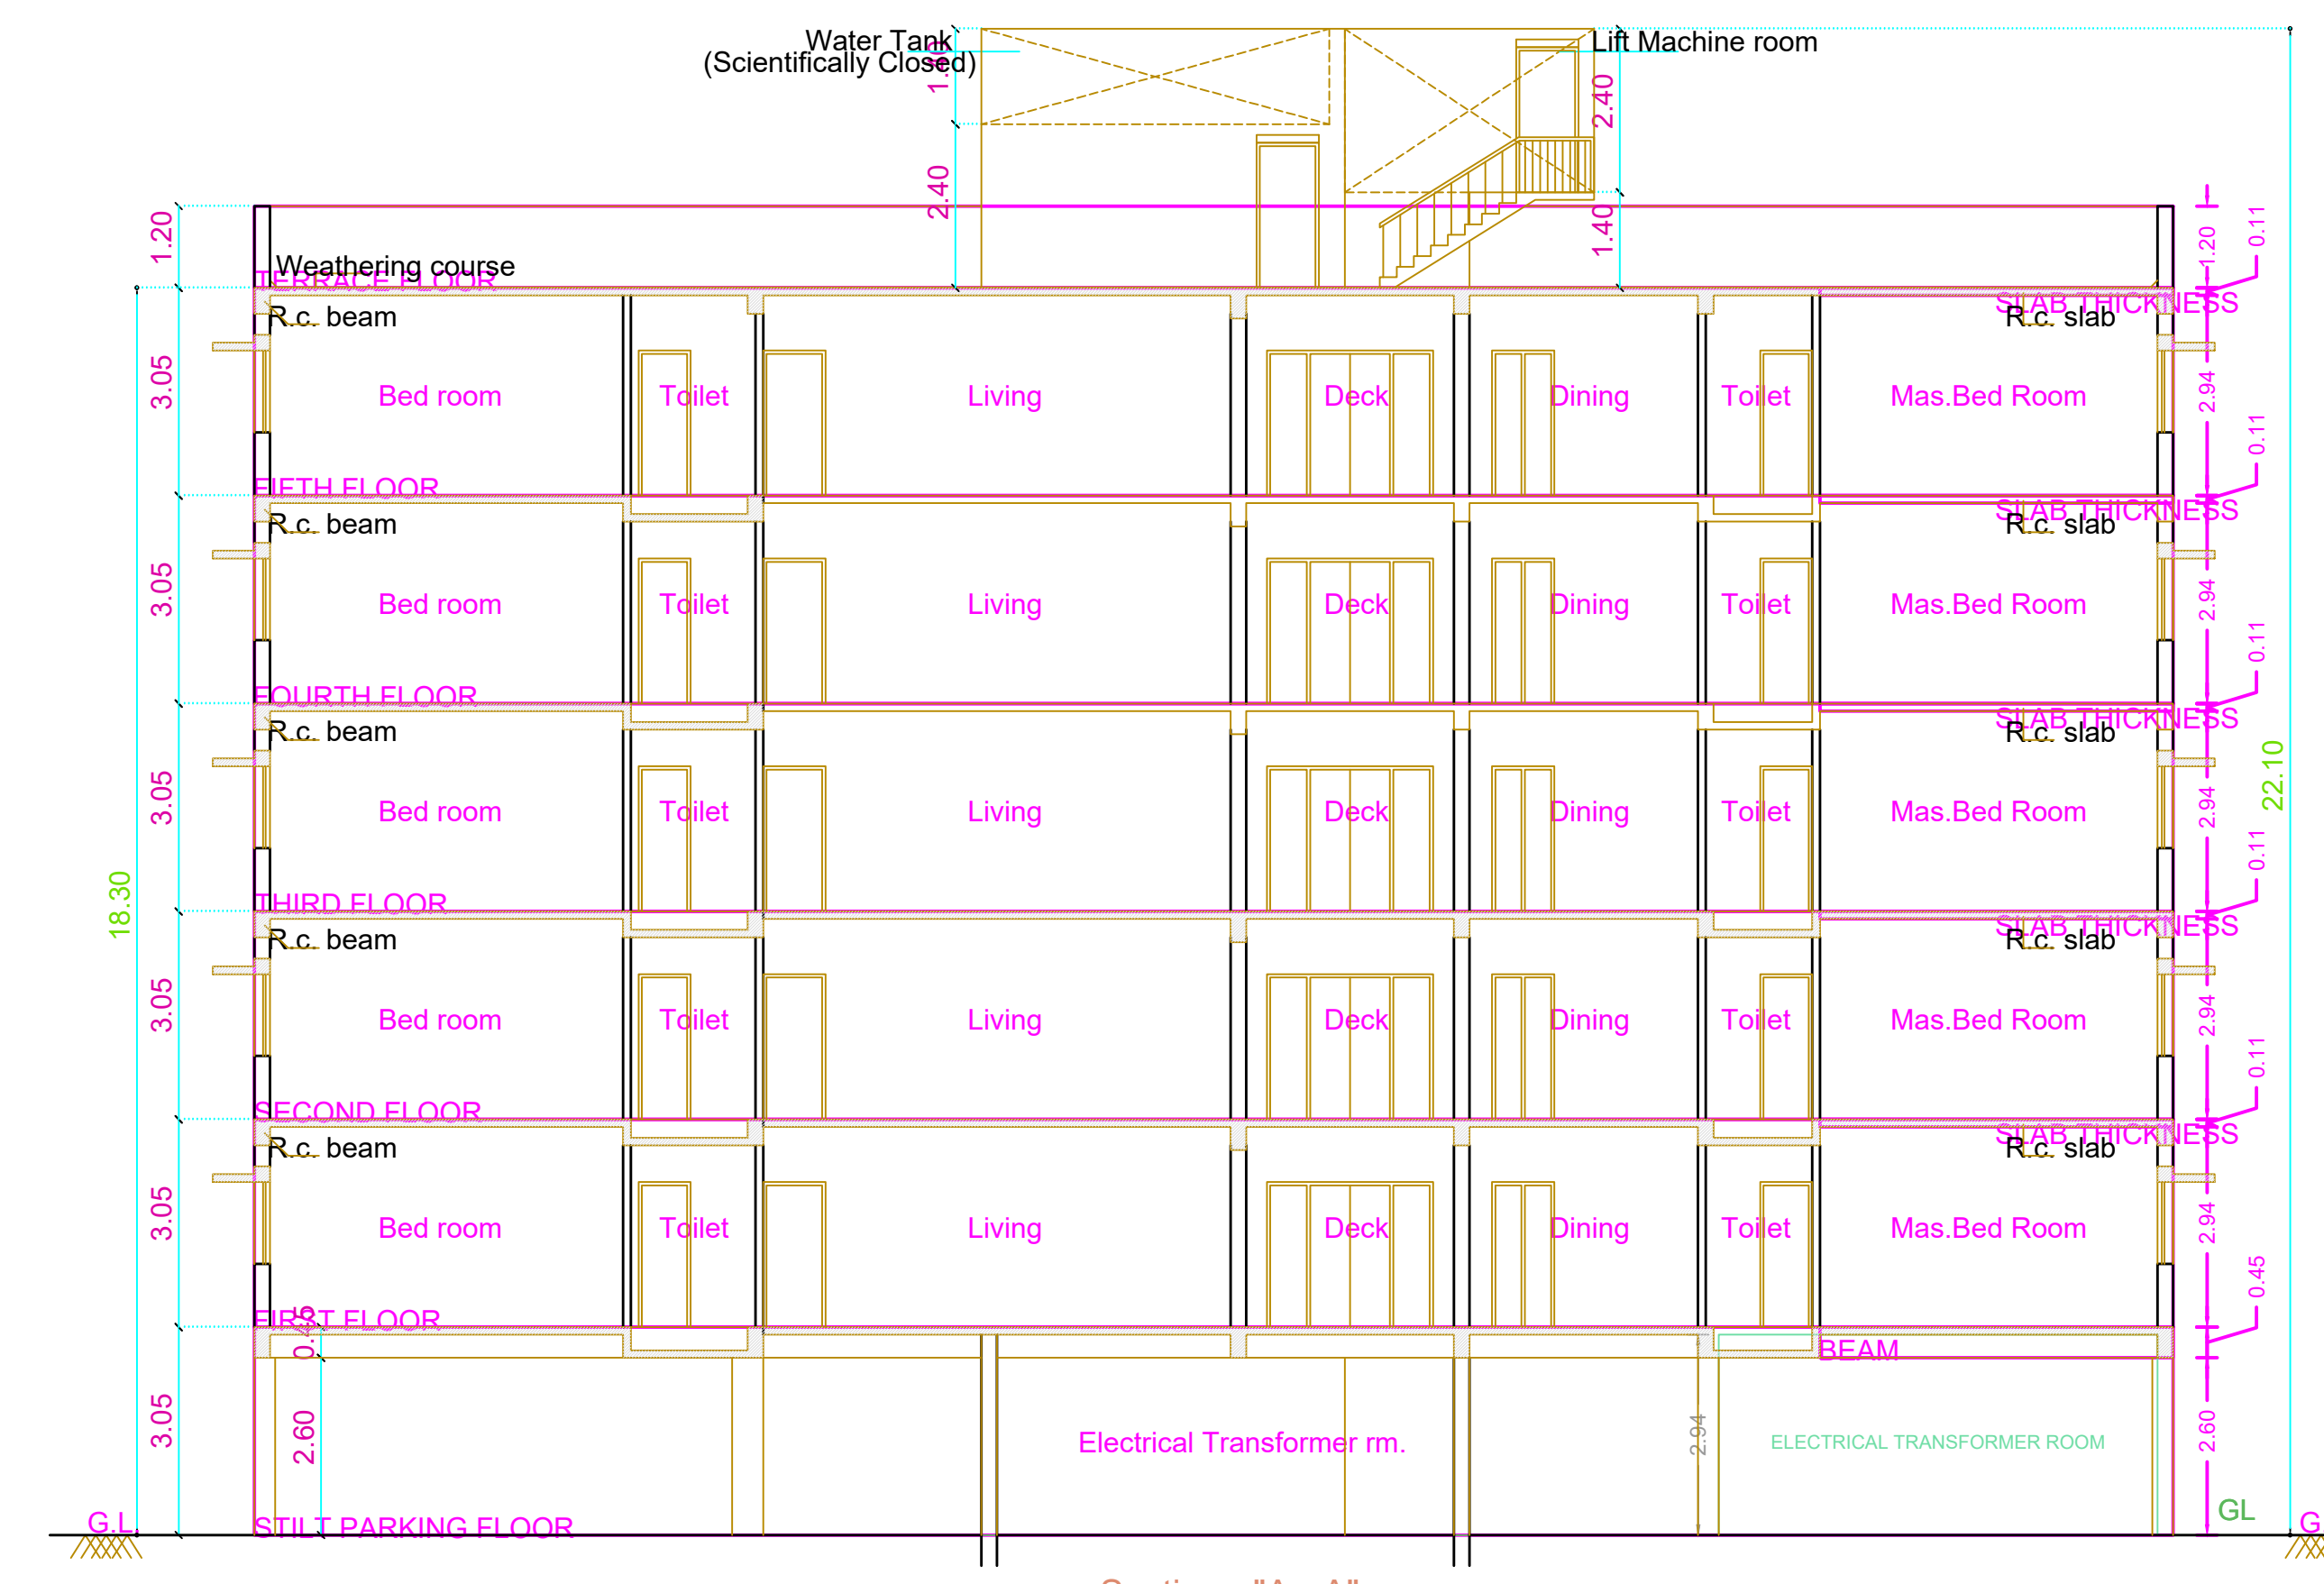 Water Tank
(Scientifically Closed)
Lift Machine room
1.40
2.40
2.40
1.40
1.20
Weathering course
TERRACE FLOOR
1.20
0.11
SLAB THICKNESS
R.c. beam
R.c. slab
3.05
Bed room
Toilet
Living
Deck
Dining
Toilet
Mas.Bed Room
2.94
0.11
FIFTH FLOOR
SLAB THICKNESS
R.c. beam
R.c. slab
3.05
Bed room
Toilet
Living
Deck
Dining
Toilet
Mas.Bed Room
2.94
0.11
FOURTH FLOOR
SLAB THICKNESS
R.c. beam
R.c. slab
22.10
3.05
Bed room
Toilet
Living
Deck
Dining
Toilet
Mas.Bed Room
2.94
0.11
18.30
THIRD FLOOR
SLAB THICKNESS
R.c. beam
R.c. slab
3.05
Bed room
Toilet
Living
Deck
Dining
Toilet
Mas.Bed Room
2.94
0.11
SECOND FLOOR
SLAB THICKNESS
R.c. beam
R.c. slab
3.05
Bed room
Toilet
Living
Deck
Dining
Toilet
Mas.Bed Room
2.94
0.45
FIRST FLOOR
BEAM
3.05
2.60
Electrical Transformer rm.
2.94
ELECTRICAL TRANSFORMER ROOM
2.60
G.L.
STILT PARKING FLOOR
GL